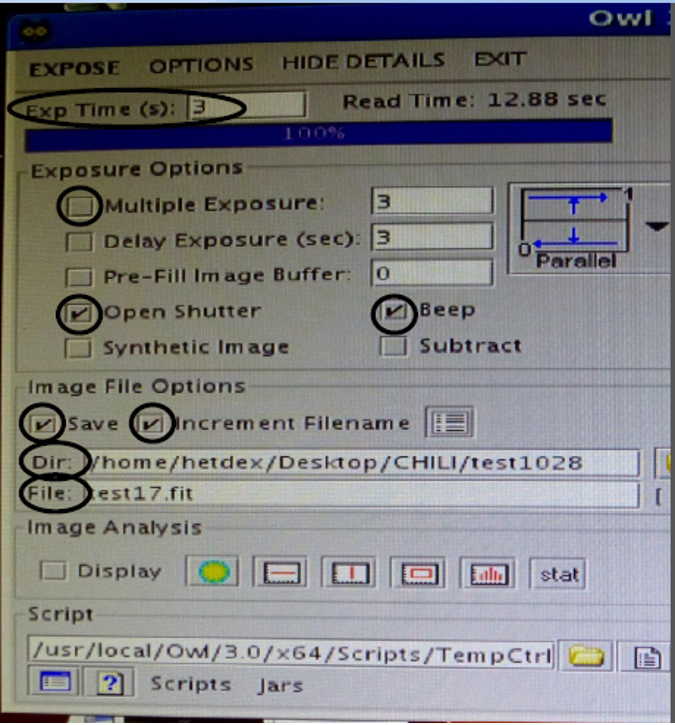 Owl
EXPOSE OPTIONS HIDE DETAILS EXIT
Exp Time (s): 3 Read Time: 12.88 sec
100%
Exposure Options
Multiple Exposure: 3
Delay Exposure (sec): 3
Pre-Fill Image Buffer: 0
1
0
Parallel
Open Shutter Beep
Synthetic Image Subtract
Image File Options
Save Increment Filename
Dir: /home/hetdex/Desktop/CHILI/test1028
File: test17.fit [
Image Analysis
Display stat
Script
/usr/local/Owl/3.0/x64/Scripts/TempCtrl
? Scripts Jars